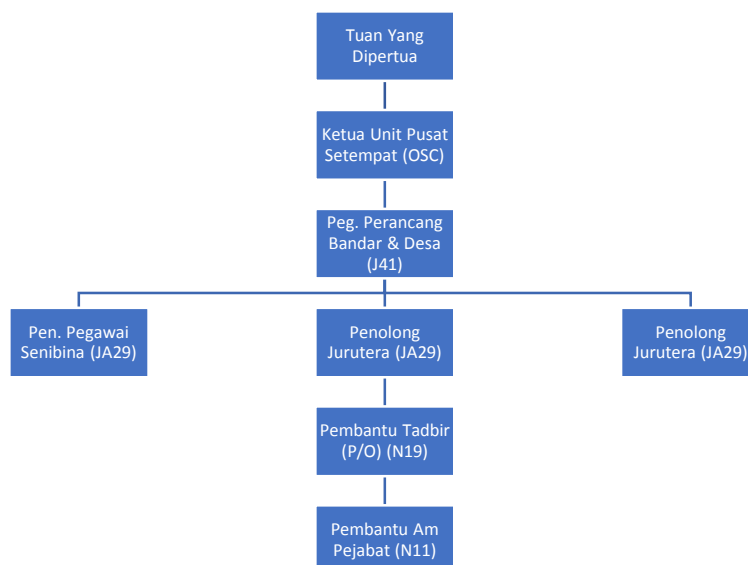 Tuan Yang
Dipertua
Ketua Unit Pusat
Setempat (OSC)
Peg. Perancang
Bandar & Desa
(J41)
Pen. Pegawai
Senibina (JA29)
Penolong
Jurutera (JA29)
Penolong
Jurutera (JA29)
Pembantu Tadbir
(P/O) (N19)
Pembantu Am
Pejabat (N11)